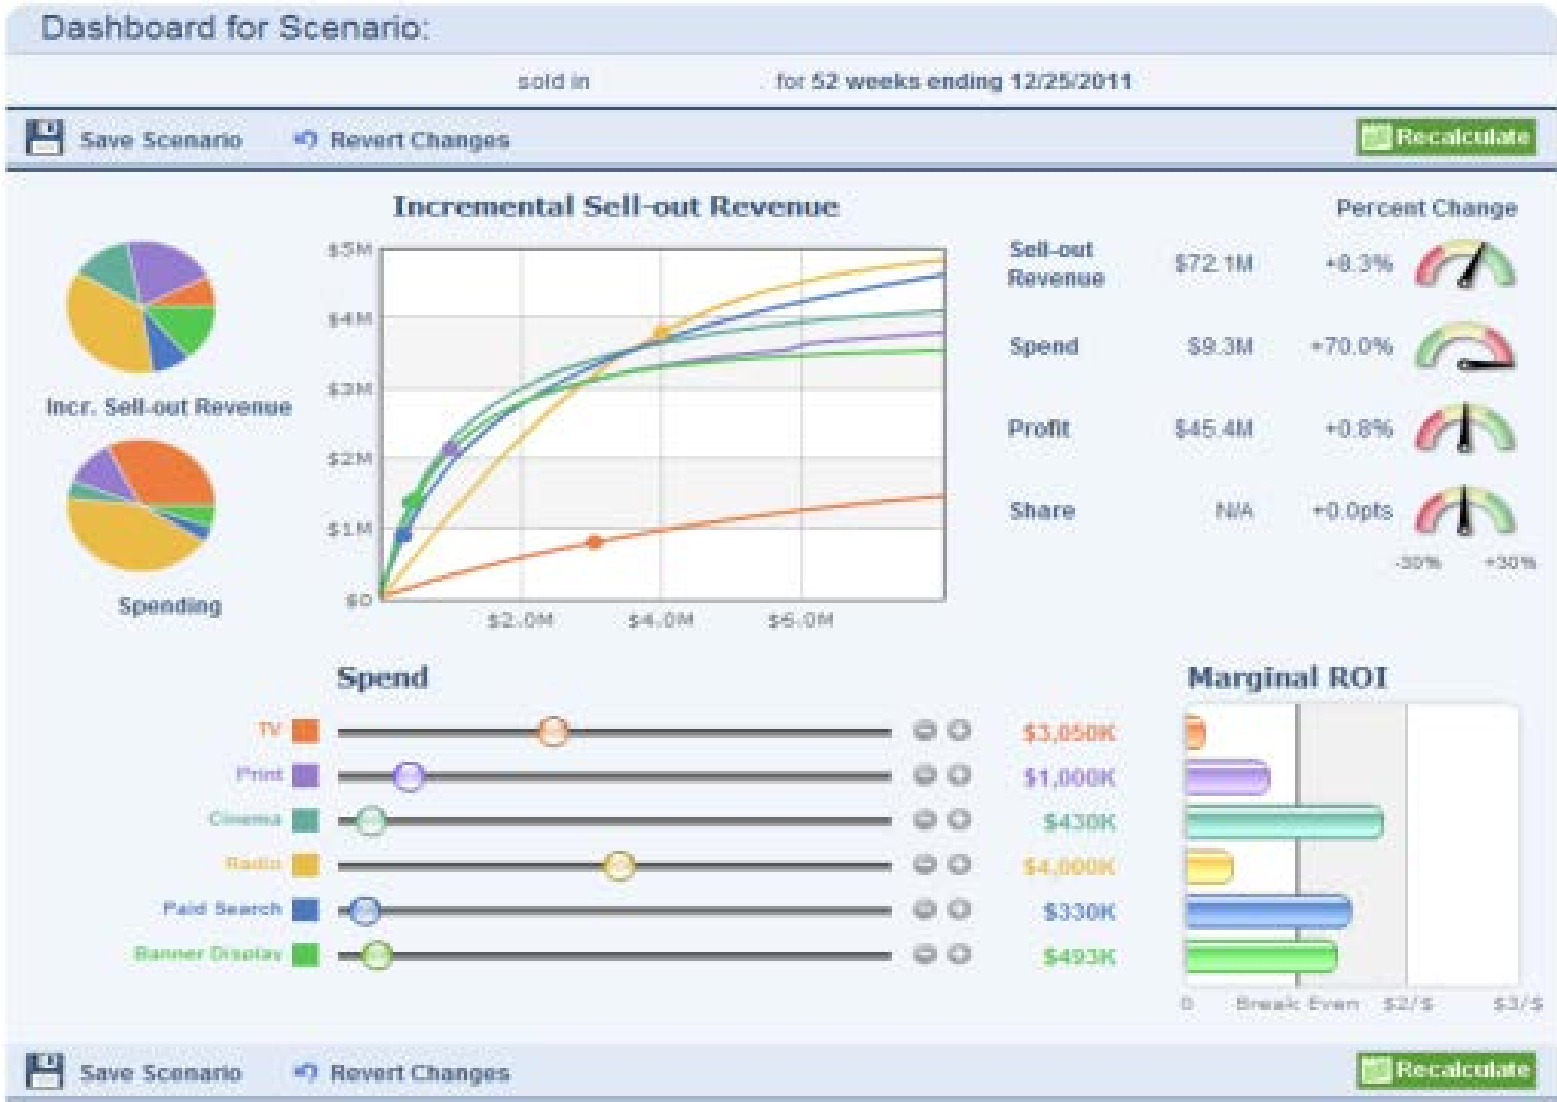 Dashboard for Scenario:
sold in for 52 weeks ending 12/25/2011
Save Scenario Revert Changes Recalculate
Incremental Sell-out Revenue
Percent Change
$5M
$4M
$3M
$2M
$1M
$0
$2.0M $4.0M $6.0M
Incr. Sell-out Revenue
Spending
Sell-out Revenue $72.1M +8.3%
Spend $9.3M +70.0%
Profit $45.4M +0.8%
Share N/A +0.0pts
-30% +30%
Spend
TV $3,050K
Print $1,000K
Cinema $430K
Radio $4,000K
Paid Search $330K
Banner Display $493K
Marginal ROI
0 Break Even $2/$ $3/$
Save Scenario Revert Changes Recalculate